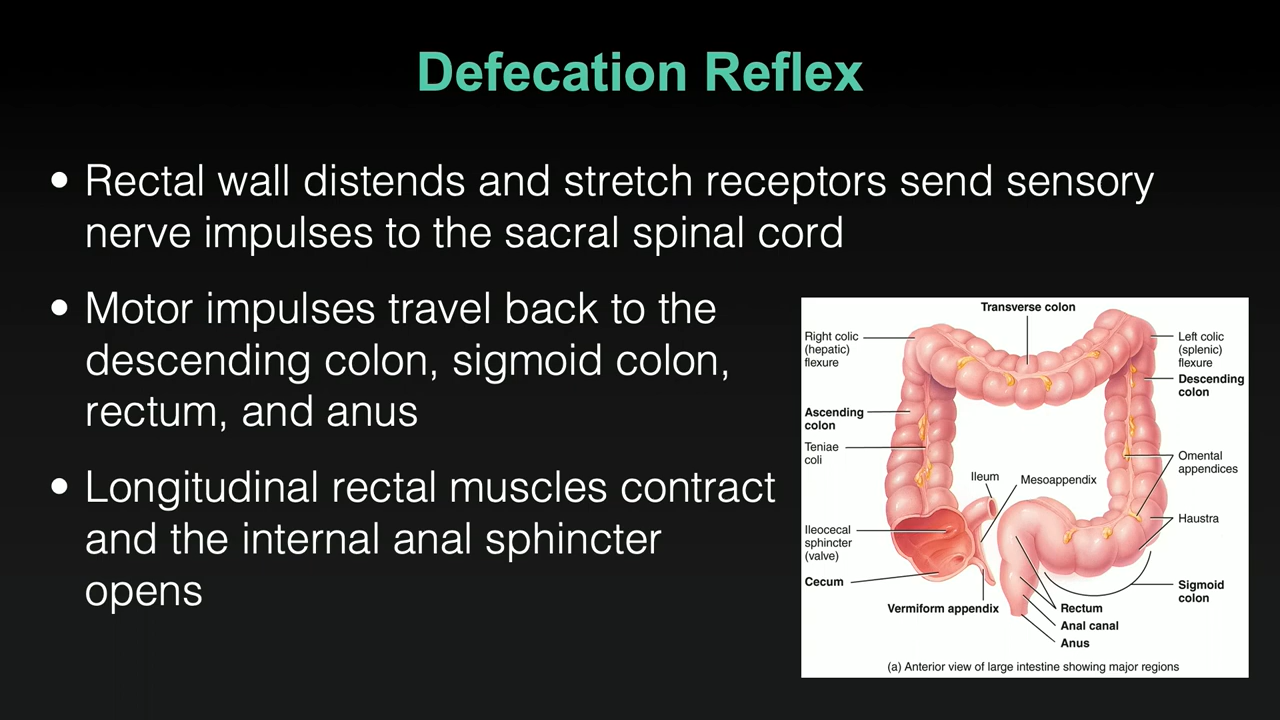 Defecation Reflex
• Rectal wall distends and stretch receptors send sensory
nerve impulses to the sacral spinal cord
• Motor impulses travel back to the
descending colon, sigmoid colon,
rectum, and anus
• Longitudinal rectal muscles contract
and the internal anal sphincter
opens
Transverse colon
Right colic
(hepatic)
flexure
Left colic
(splenic)
flexure
Descending
colon
Ascending
colon
Teniae
coli
Omental
appendices
Ileum
Mesoappendix
Haustra
Ileocecal
sphincter
(valve)
Cecum
Sigmoid
colon
Vermiform appendix
Rectum
Anal canal
Anus
(a) Anterior view of large intestine showing major regions